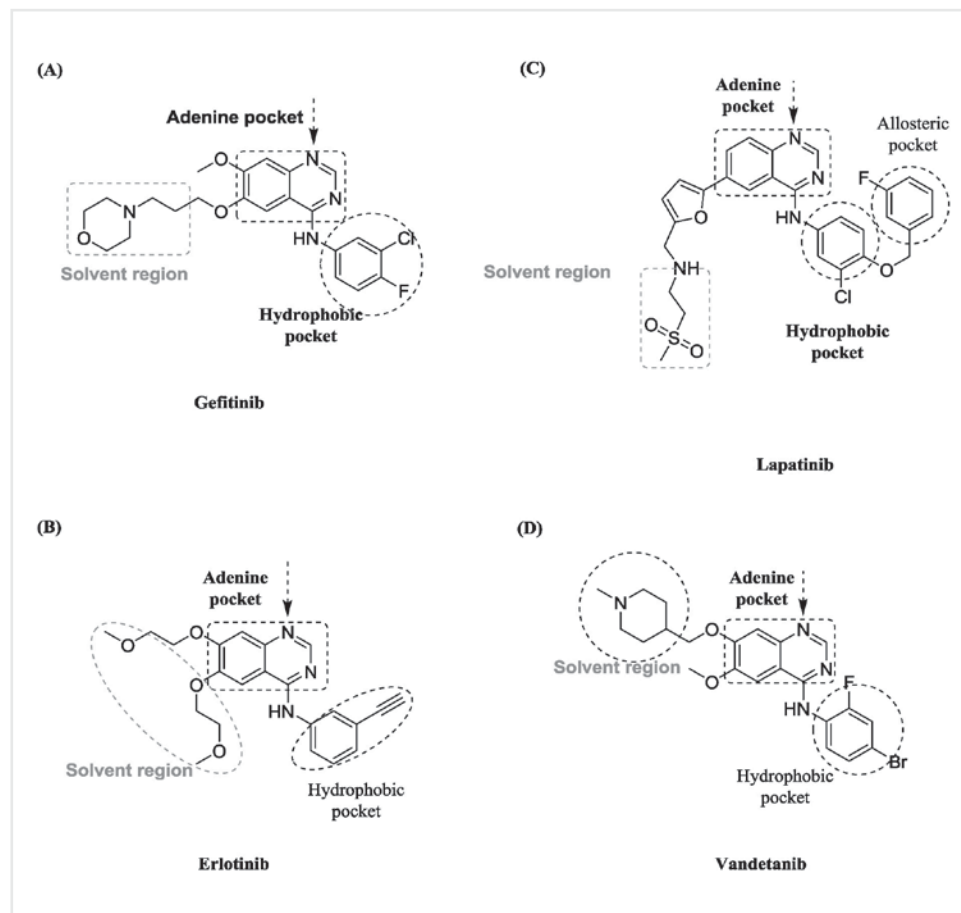 (A)
Adenine pocket
N
N
O
O
N
O
HN
Cl
F
Solvent region
Hydrophobic
pocket
Gefitinib
(C)
Adenine
pocket
Allosteric
pocket
N
N
F
O
HN
O
Cl
Solvent region
NH
O
S
O
Hydrophobic
pocket
Lapatinib
(B)
Adenine
pocket
N
N
O
O
O
HN
O
Solvent region
Hydrophobic
pocket
Erlotinib
(D)
Adenine
pocket
N
O
N
N
Solvent region
O
F
HN
Br
Hydrophobic
pocket
Vandetanib